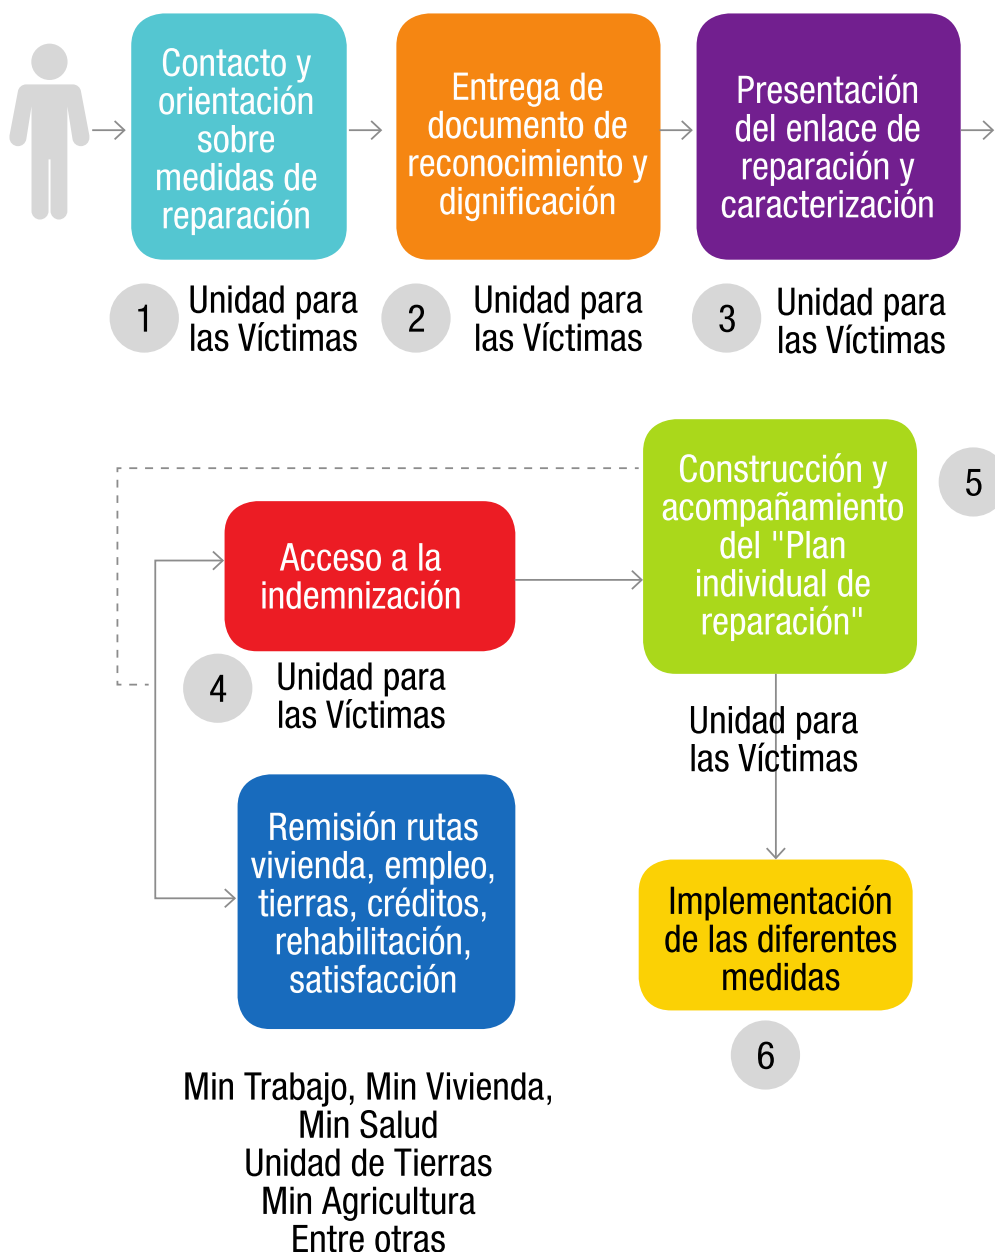 Contacto y
orientación
sobre
medidas de
reparación
Entrega de
documento de
reconocimiento y
dignificación
Presentación
del enlace de
reparación y
caracterización
1
Unidad para
las Víctimas
2
Unidad para
las Víctimas
3
Unidad para
las Víctimas
Acceso a la
indemnización
4
Unidad para
las Víctimas
Construcción y
acompañamiento
del "Plan
individual de
reparación"
5
Unidad para
las Víctimas
Remisión rutas
vivienda, empleo,
tierras, créditos,
rehabilitación,
satisfacción
Min Trabajo, Min Vivienda,
Min Salud
Unidad de Tierras
Min Agricultura
Entre otras
Implementación
de las diferentes
medidas
6